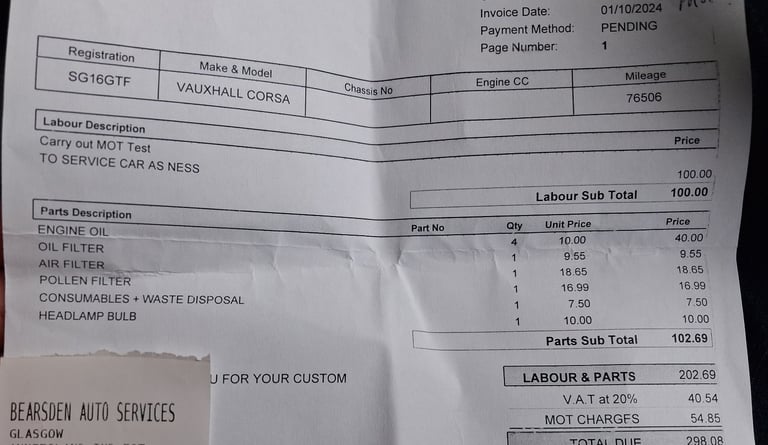 Invoice Date: 01/10/2024
Payment Method: PENDING
Page Number: 1
Registration Make & Model Chassis No Engine CC Mileage
SG16GTF VAUXHALL CORSA 76506
Labour Description Price
Carry out MOT Test
TO SERVICE CAR AS NESS 100.00
Labour Sub Total 100.00
Parts Description Part No Qty Unit Price Price
ENGINE OIL 4 10.00 40.00
OIL FILTER 1 9.55 9.55
AIR FILTER 1 18.65 18.65
POLLEN FILTER 1 16.99 16.99
CONSUMABLES + WASTE DISPOSAL 1 7.50 7.50
HEADLAMP BULB 1 10.00 10.00
Parts Sub Total 102.69
U FOR YOUR CUSTOM
LABOUR & PARTS 202.69
V.A.T at 20% 40.54
MOT CHARGES 54.85
TOTAL DUE 298.08
BEARSDEN AUTO SERVICES
GLASGOW